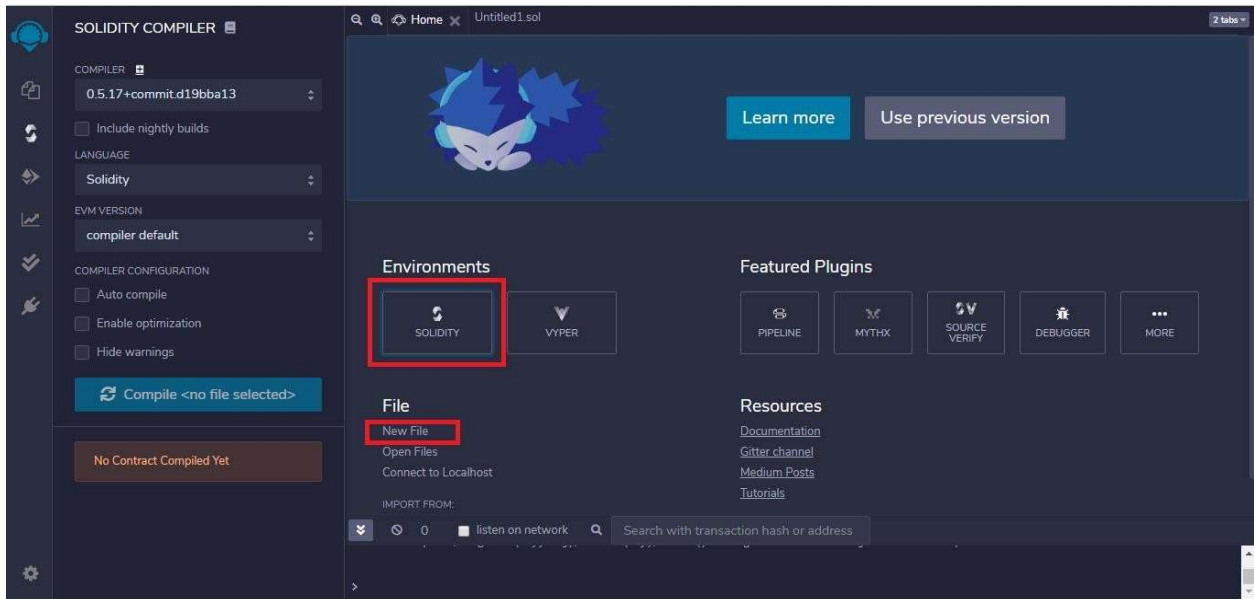 SOLIDITY COMPILER
COMPILER
0.5.17+commit.d19bba13
Include nightly builds
LANGUAGE
Solidity
EVM VERSION
compiler default
COMPILER CONFIGURATION
Auto compile
Enable optimization
Hide warnings
Compile <no file selected>
No Contract Compiled Yet
Home
Untitled1.sol
2 tabs
Learn more
Use previous version
Environments
SOLIDITY
VYPER
Featured Plugins
PIPELINE
MYTHX
SOURCE
VERIFY
DEBUGGER
MORE
File
New File
Open Files
Connect to Localhost
IMPORT FROM:
Resources
Documentation
Gitter channel
Medium Posts
Tutorials
0
listen on network
Search with transaction hash or address
>